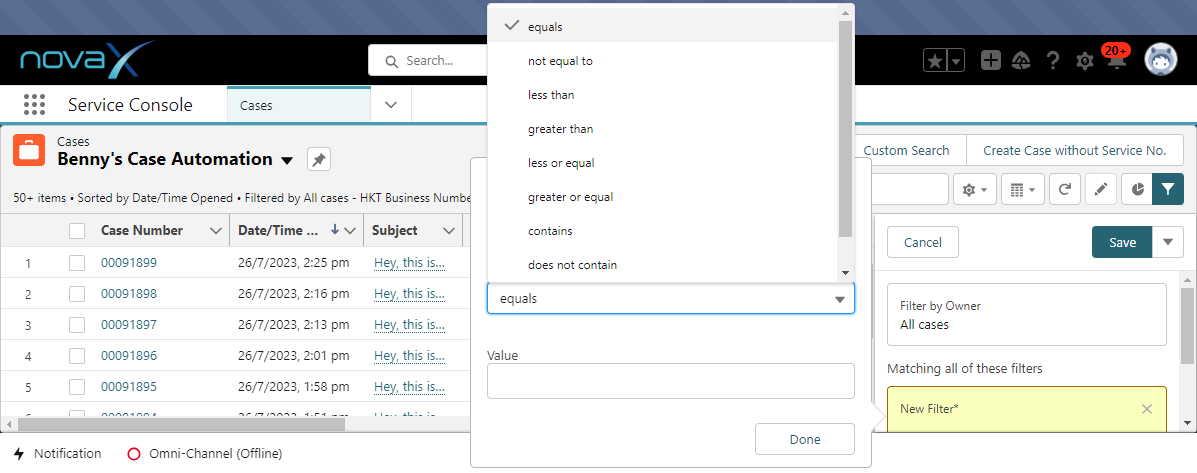 equals
not equal to
less than
greater than
less or equal
greater or equal
contains
does not contain
equals
Value
Done
novaX
Search...
20+
Service Console
Cases
Cases
Benny's Case Automation
Custom Search
Create Case without Service No.
50+ items • Sorted by Date/Time Opened • Filtered by All cases - HKT Business Numbe
Case Number
Date/Time ...
Subject
1 00091899 26/7/2023, 2:25 pm Hey, this is...
2 00091898 26/7/2023, 2:16 pm Hey, this is...
3 00091897 26/7/2023, 2:13 pm Hey, this is...
4 00091896 26/7/2023, 2:01 pm Hey, this is...
5 00091895 26/7/2023, 1:58 pm Hey, this is...
Cancel
Save
Filter by Owner
All cases
Matching all of these filters
New Filter*
Notification
Omni-Channel (Offline)